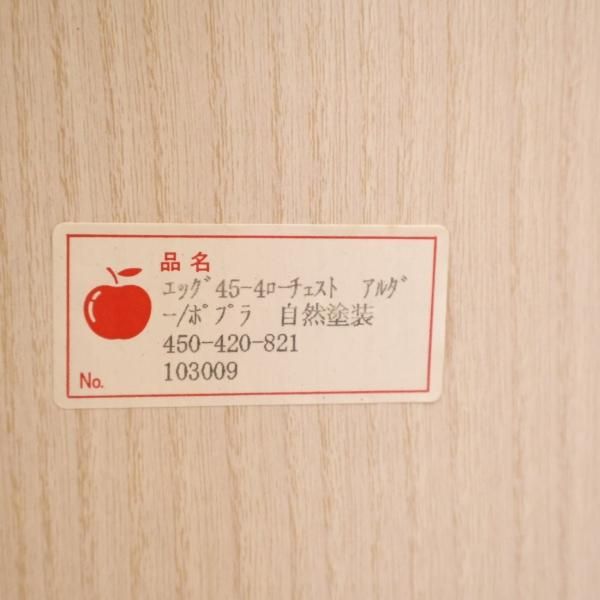 品名
ｴｯｸﾞ45-4ﾛｰﾁｪｽﾄ　ｱﾙﾀﾞ
ｰ/ﾎﾟﾌﾟﾗ　自然塗装
450-420-821
No. 103009